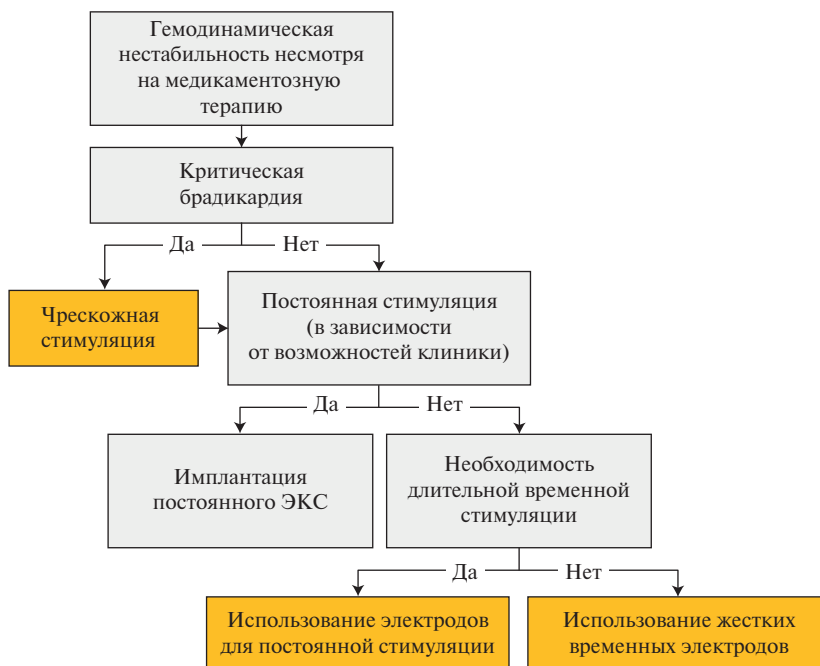 Гемодинамическая
нестабильность несмотря
на медикаментозную
терапию
Критическая
брадикардия
Да
Нет
Чрескожная
стимуляция
Постоянная стимуляция
(в зависимости
от возможностей клиники)
Да
Нет
Имплантация
постоянного ЭКС
Необходимость
длительной временной
стимуляции
Да
Нет
Использование электродов
для постоянной стимуляции
Использование жестких
временных электродов